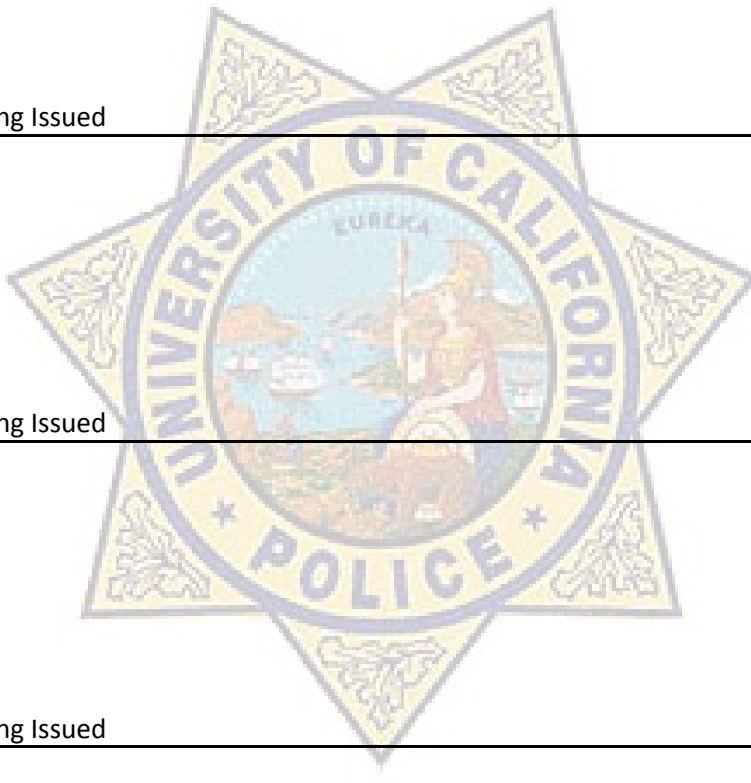 ng Issued
UNIVERSITY OF CALIFORNIA
EUREKA
ng Issued
* POLICE *
ng Issued